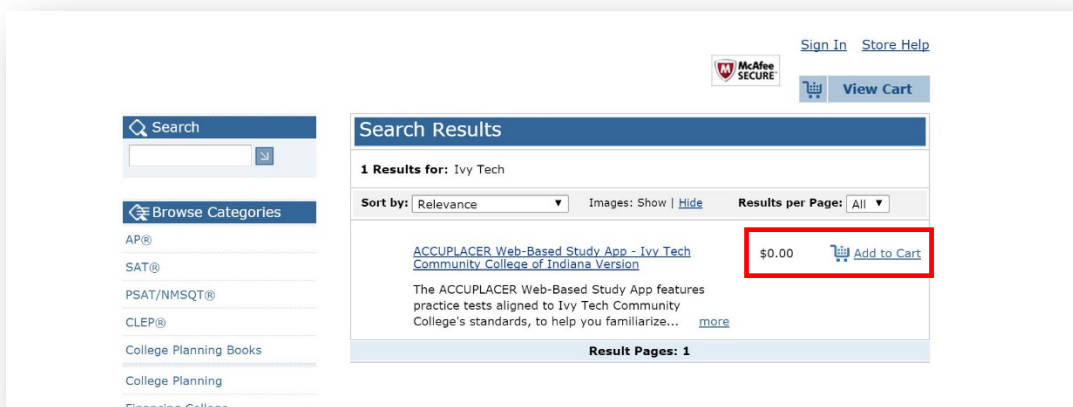 Sign In Store Help
McAfee
SECURE
View Cart
Search
Browse Categories
AP®
SAT®
PSAT/NMSQT®
CLEP®
College Planning Books
College Planning
Financing College
Search Results
1 Results for: Ivy Tech
Sort by: Relevance Images: Show | Hide Results per Page: All
ACCUPLACER Web-Based Study App - Ivy Tech
Community College of Indiana Version
$0.00 Add to Cart
The ACCUPLACER Web-Based Study App features
practice tests aligned to Ivy Tech Community
College's standards, to help you familiarize... more
Result Pages: 1